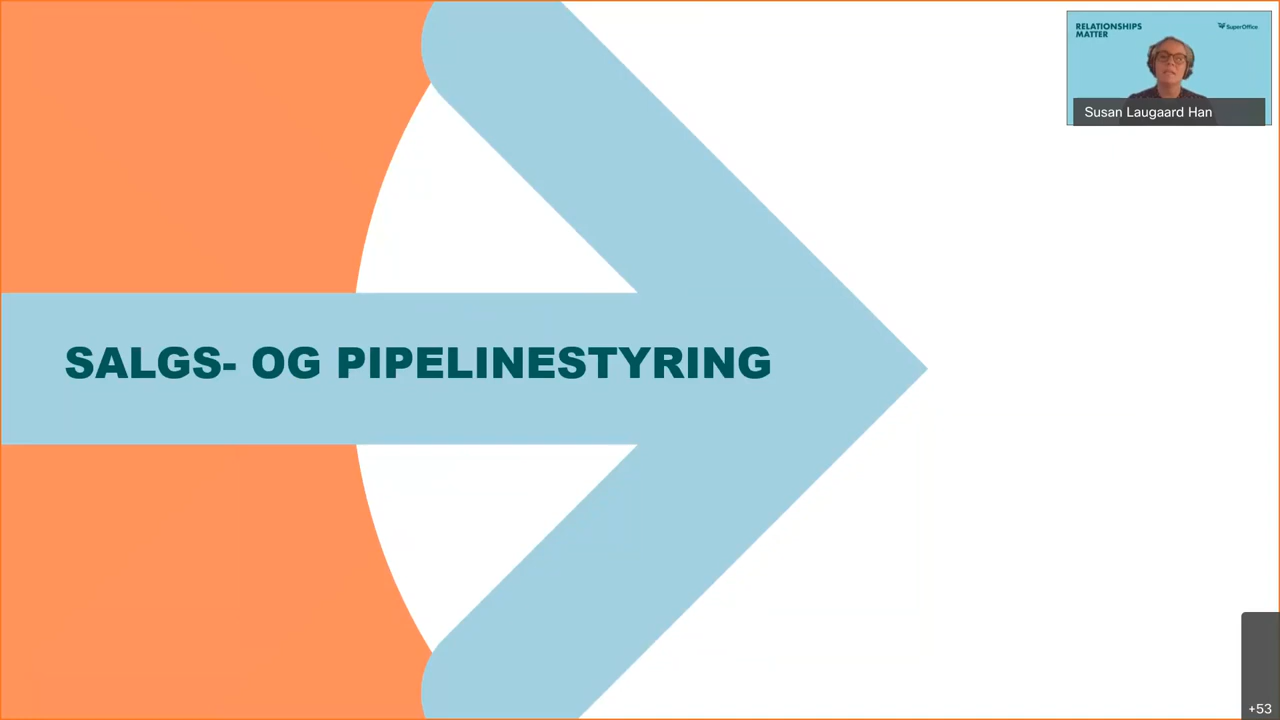 RELATIONSHIPS
MATTER
SuperOffice
Susan Laugaard Han
SALGS- OG PIPELINESTYRING
+53